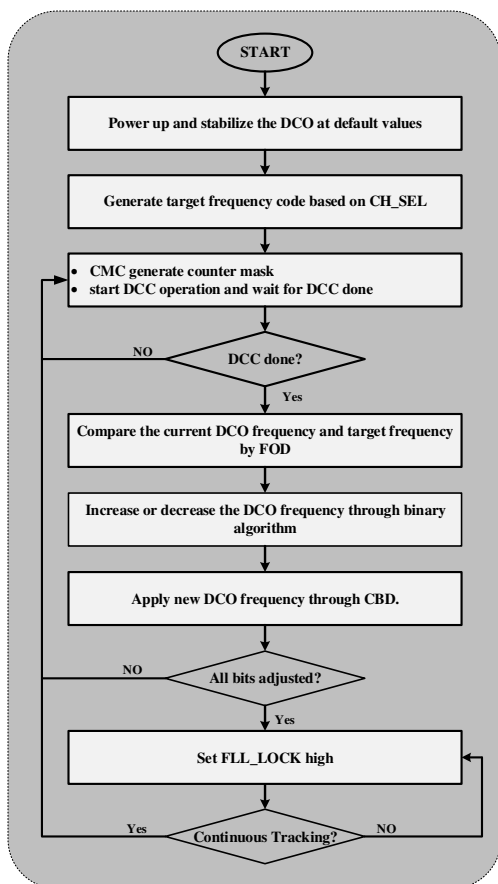 START
Power up and stabilize the DCO at default values
Generate target frequency code based on CH_SEL
• CMC generate counter mask
• start DCC operation and wait for DCC done
NO
DCC done?
Yes
Compare the current DCO frequency and target frequency
by FOD
Increase or decrease the DCO frequency through binary
algorithm
Apply new DCO frequency through CBD.
NO
All bits adjusted?
Yes
Set FLL_LOCK high
Yes
Continuous Tracking?
NO